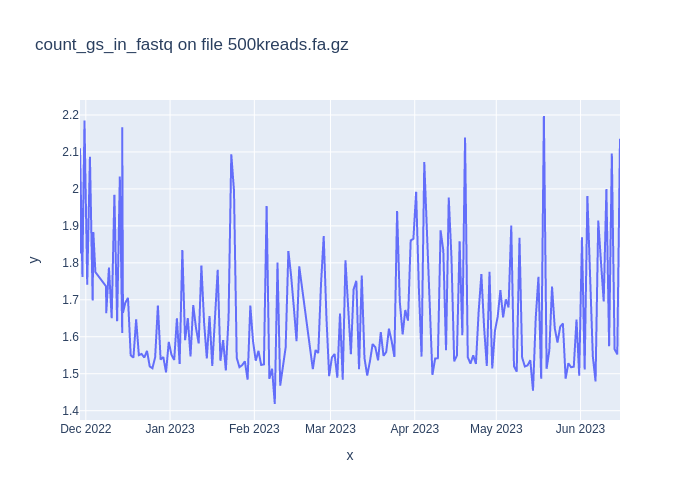 count_gs_in_fastq on file 500kreads.fa.gz
2.2
2.1
2
1.9
1.8
1.7
1.6
1.5
1.4
y
Dec 2022 Jan 2023 Feb 2023 Mar 2023 Apr 2023 May 2023 Jun 2023
x